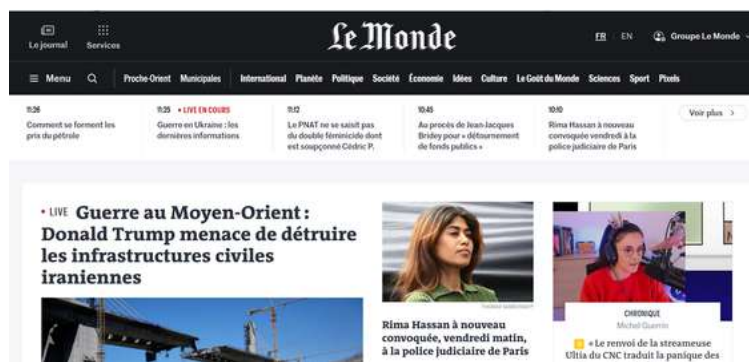 Le journal
Services
Le Monde
FR EN
Groupe Le Monde
Menu
Proche-Orient Municipales International Planète Politique Société Économie Idées Culture Le Goût du Monde Sciences Sport Pixels
11:26
Comment se forment les
prix du pétrole
11:25 • LIVE EN COURS
Guerre en Ukraine : les
dernières informations
11:12
Le PNAT ne se saisit pas
du double féminicide dont
est soupçonné Cédric P.
10:45
Au procès de Jean-Jacques
Bridey pour « détournement
de fonds publics »
10:10
Rima Hassan à nouveau
convoquée vendredi à la
police judiciaire de Paris
Voir plus >
• LIVE Guerre au Moyen-Orient :
Donald Trump menace de détruire
les infrastructures civiles
iraniennes
Rima Hassan à nouveau
convoquée, vendredi matin,
à la police judiciaire de Paris
CHRONIQUE
Michel Guerrin
« Le renvoi de la streameuse
Ultia du CNC traduit la panique des